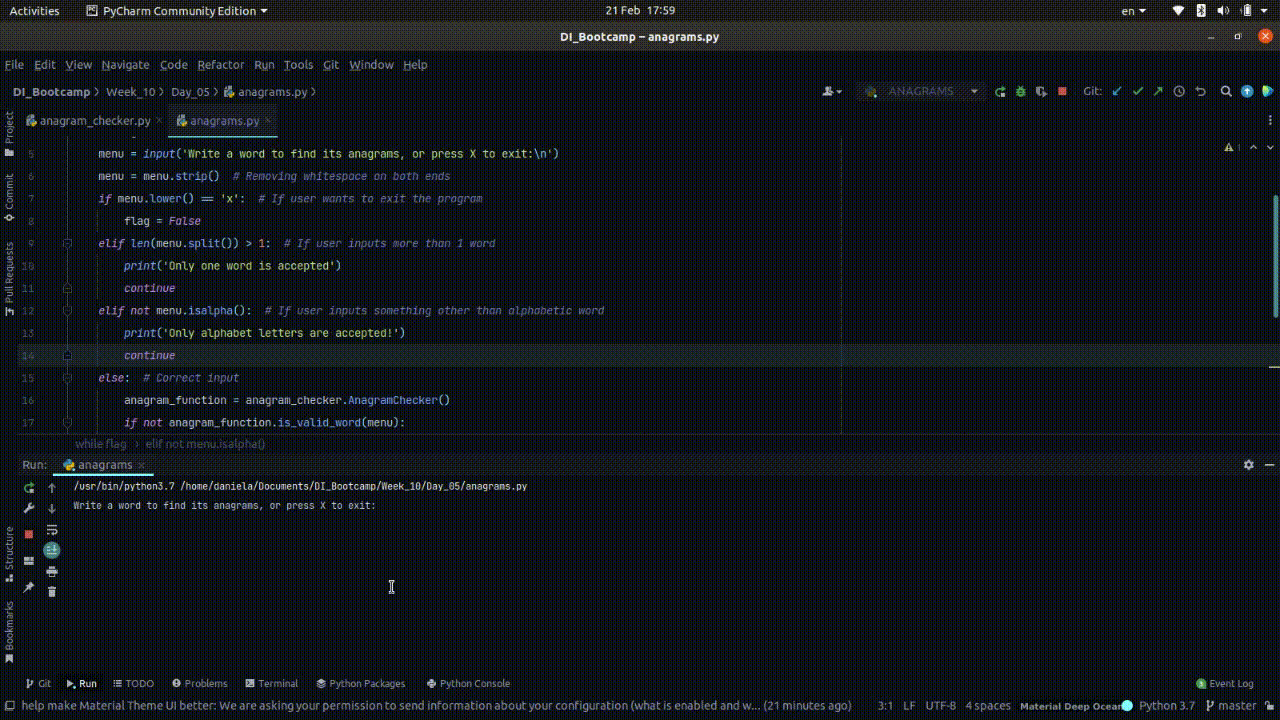 Activities PyCharm Community Edition 21 Feb 17:59 en
DI_Bootcamp – anagrams.py
File Edit View Navigate Code Refactor Run Tools Git Window Help
DI_Bootcamp Week_10 Day_05 anagrams.py ANAGRAMS Git:
anagram_checker.py anagrams.py
5 menu = input('Write a word to find its anagrams, or press X to exit:\n') 1
6 menu = menu.strip() # Removing whitespace on both ends
7 if menu.lower() == 'x': # If user wants to exit the program
8 flag = False
9 elif len(menu.split()) > 1: # If user inputs more than 1 word
10 print('Only one word is accepted')
11 continue
12 elif not menu.isalpha(): # If user inputs something other than alphabetic word
13 print('Only alphabet letters are accepted!')
14 continue
15 else: # Correct input
16 anagram_function = anagram_checker.AnagramChecker()
17 if not anagram_function.is_valid_word(menu):
while flag elif not menu.isalpha()
Run: anagrams
/usr/bin/python3.7 /home/daniela/Documents/DI_Bootcamp/Week_10/Day_05/anagrams.py
Write a word to find its anagrams, or press X to exit:
Project
Commit
Pull Requests
Structure
Bookmarks
Git Run TODO Problems Terminal Python Packages Python Console Event Log
help make Material Theme UI better: We are asking your permission to send information about your configuration (what is enabled and w... (21 minutes ago) 3:1 LF UTF-8 4 spaces Material Deep Ocean Python 3.7 master